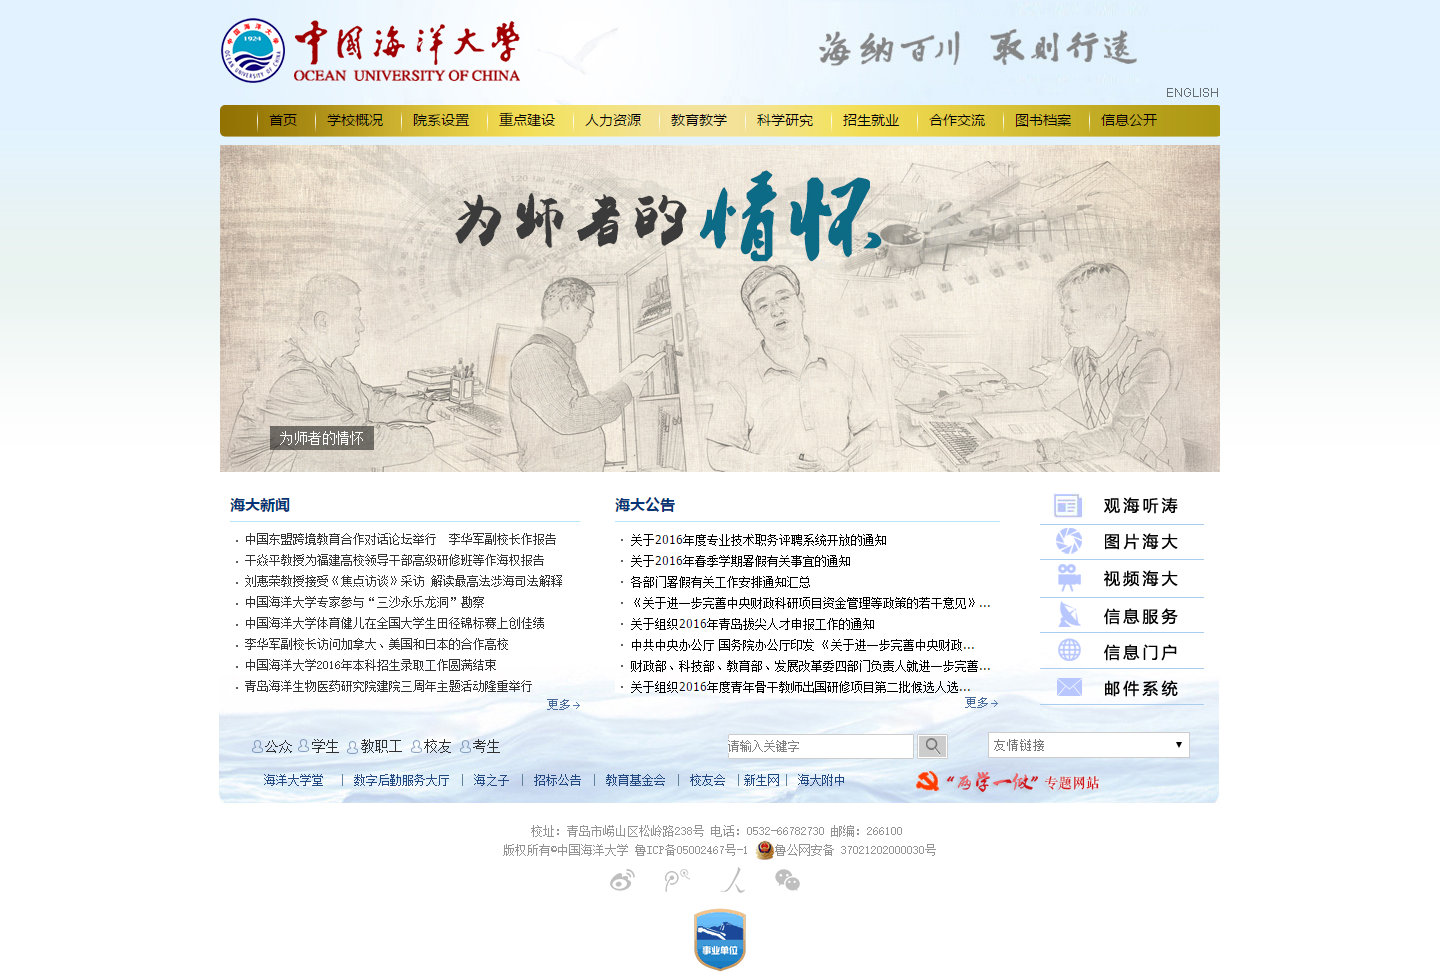 中国海洋大學
OCEAN UNIVERSITY OF CHINA
1924
海纳百川 取则行远
ENGLISH
首页 学校概况 院系设置 重点建设 人力资源 教育教学 科学研究 招生就业 合作交流 图书档案 信息公开
为师者的情怀
为师者的情怀
海大新闻
中国东盟跨境教育合作对话论坛举行 李华军副校长作报告
干焱平教授为福建高校领导干部高级研修班等作海权报告
刘惠荣教授接受《焦点访谈》采访 解读最高法涉海司法解释
中国海洋大学专家参与“三沙永乐龙洞”勘察
中国海洋大学体育健儿在全国大学生田径锦标赛上创佳绩
李华军副校长访问加拿大、美国和日本的合作高校
中国海洋大学2016年本科招生录取工作圆满结束
青岛海洋生物医药研究院建院三周年主题活动隆重举行
更多
海大公告
关于2016年度专业技术职务评聘系统开放的通知
关于2016年春季学期暑假有关事宜的通知
各部门暑假有关工作安排通知汇总
《关于进一步完善中央财政科研项目资金管理等政策的若干意见》...
关于组织2016年青岛拔尖人才申报工作的通知
中共中央办公厅 国务院办公厅印发《关于进一步完善中央财政...
财政部、科技部、教育部、发展改革委四部门负责人就进一步完善...
关于组织2016年度青年骨干教师出国研修项目第二批候选人选...
更多
观海听涛
图片海大
视频海大
信息服务
信息门户
邮件系统
公众 学生 教职工 校友 考生
请输入关键字
友情链接
海洋大学堂 | 数字后勤服务大厅 | 海之子 | 招标公告 | 教育基金会 | 校友会 | 新生网 | 海大附中
“两学一做”专题网站
校址：青岛市崂山区松岭路238号 电话：0532-66782730 邮编：266100
版权所有©中国海洋大学 鲁ICP备05002467号-1 鲁公网安备 37021202000030号
事业单位